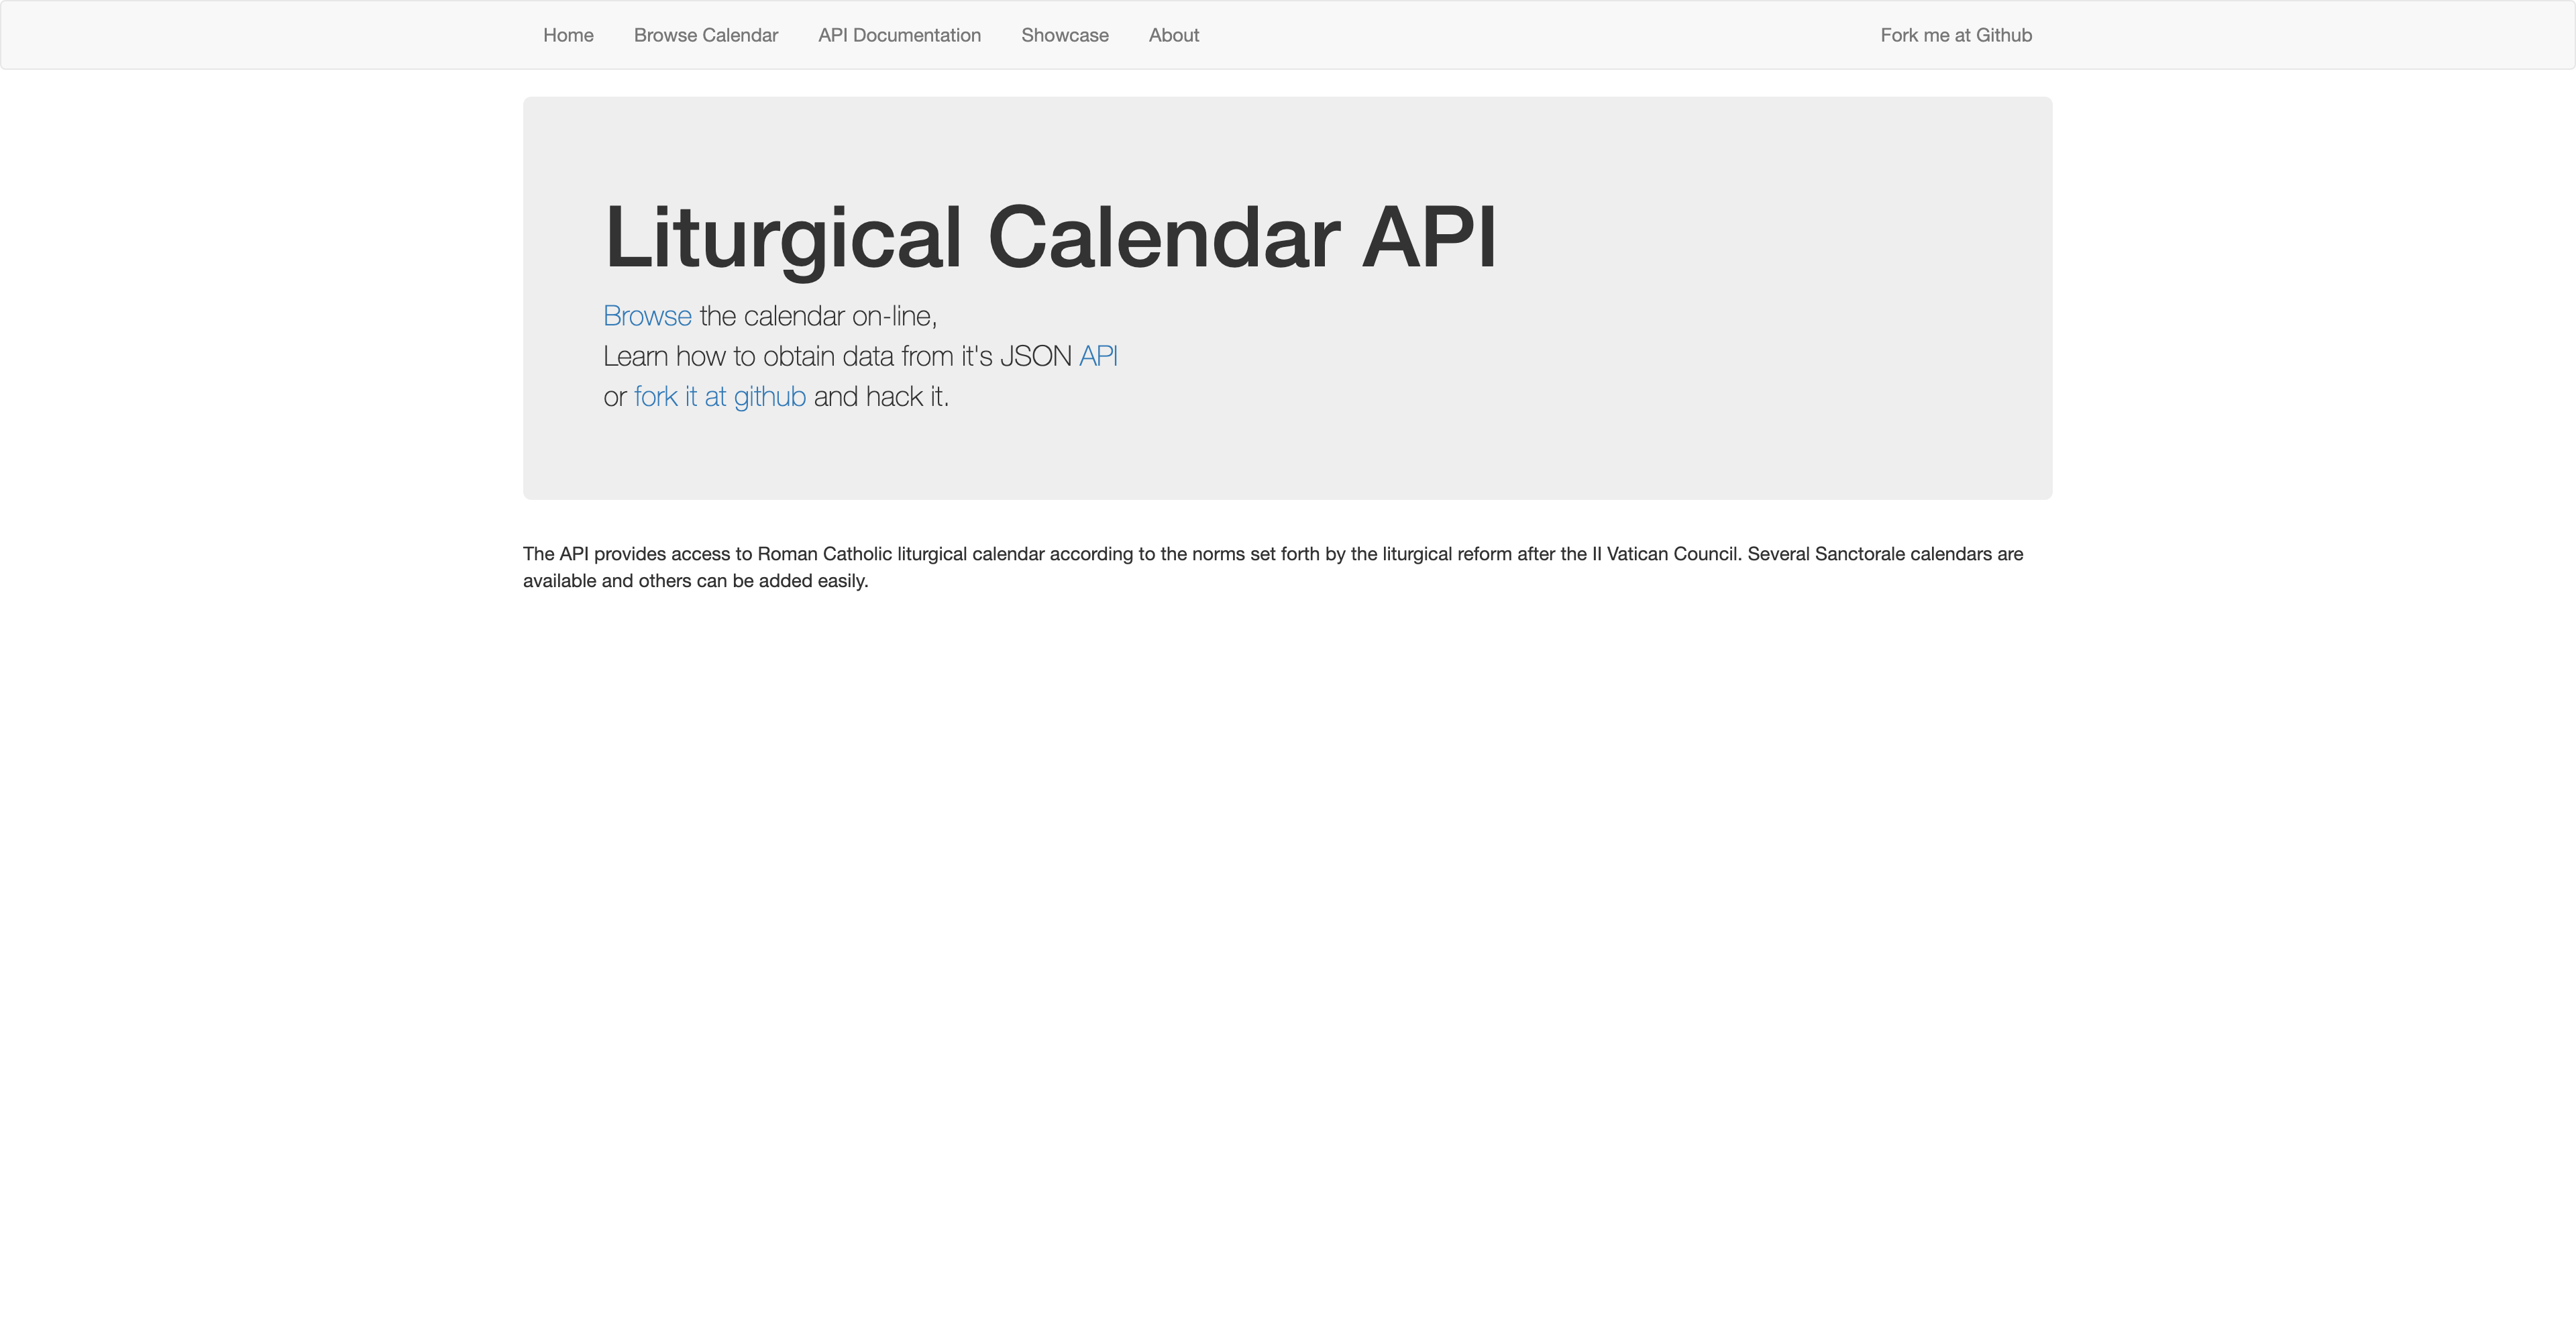 Home Browse Calendar API Documentation Showcase About Fork me at Github
Liturgical Calendar API
Browse the calendar on-line,
Learn how to obtain data from it's JSON API
or fork it at github and hack it.
The API provides access to Roman Catholic liturgical calendar according to the norms set forth by the liturgical reform after the II Vatican Council. Several Sanctorale calendars are
available and others can be added easily.